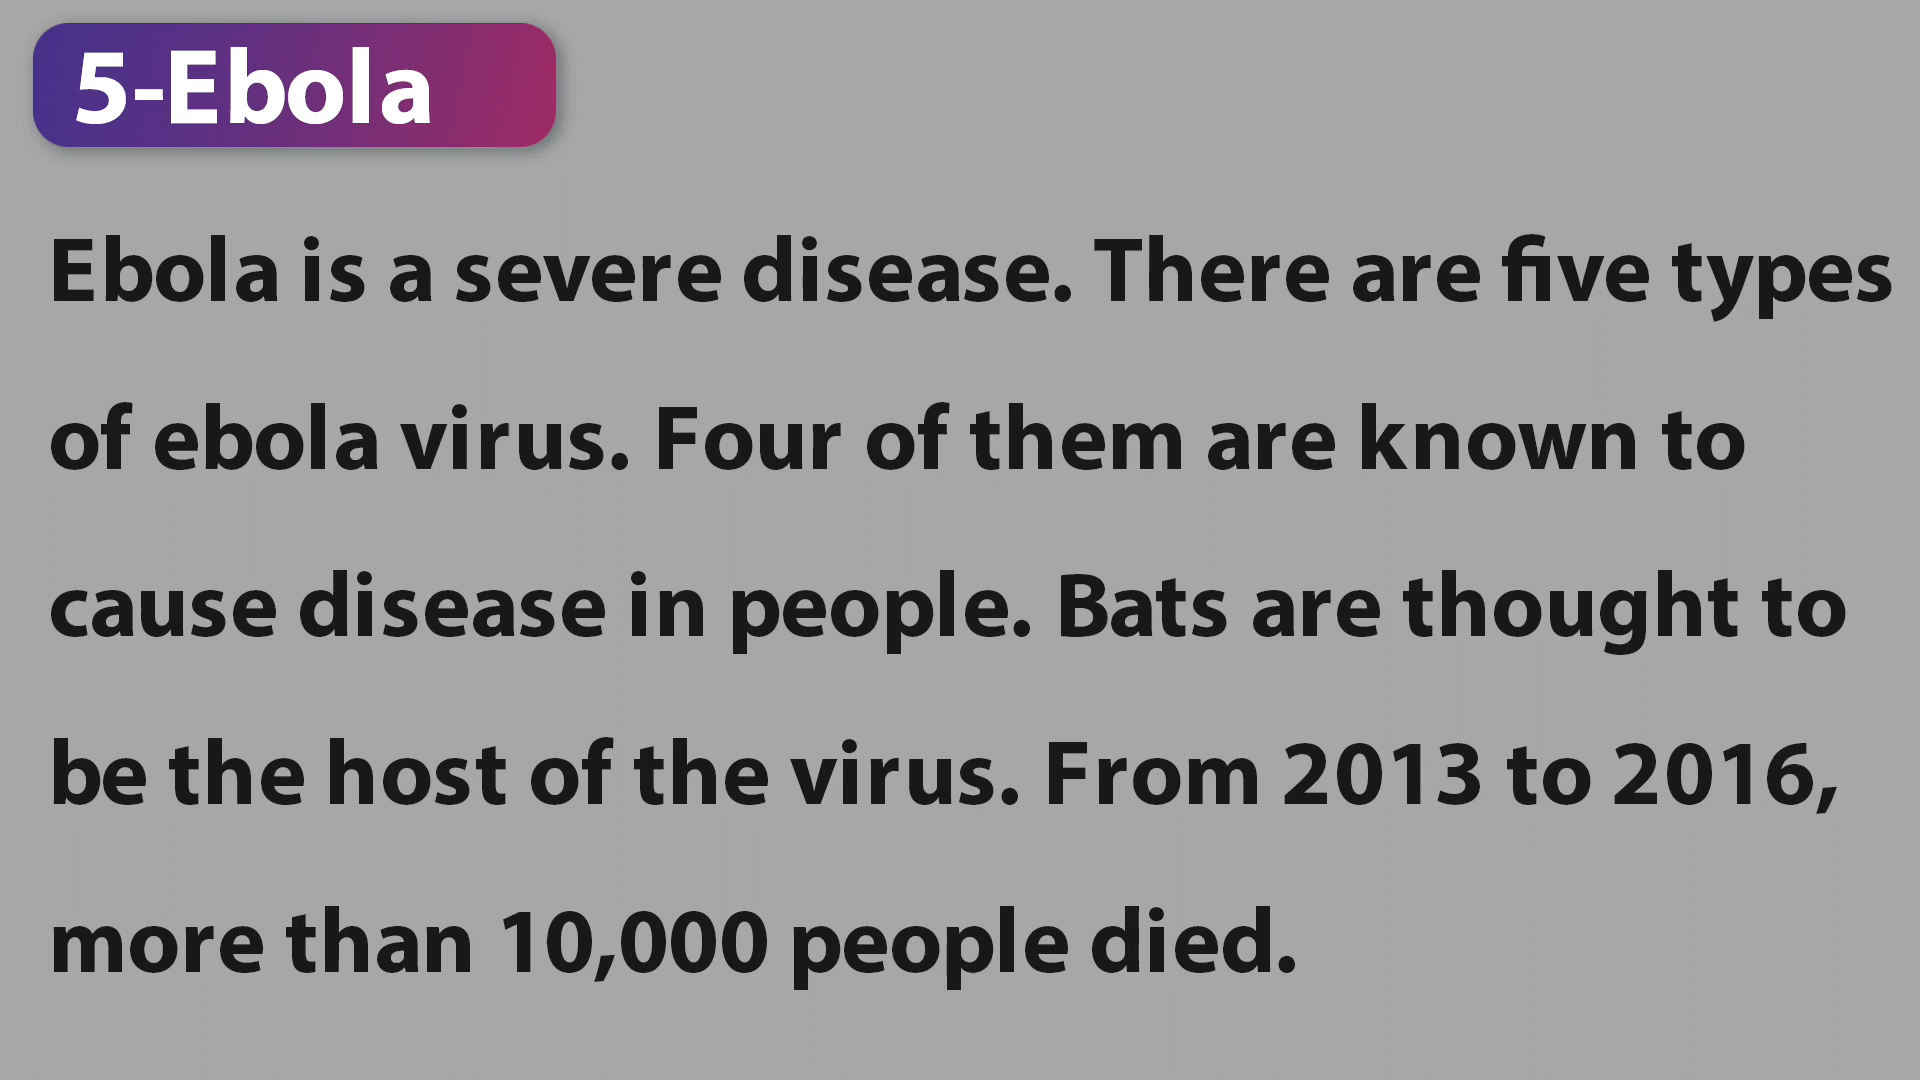 5-Ebola
Ebola is a severe disease. There are five types
of ebola virus. Four of them are known to
cause disease in people. Bats are thought to
be the host of the virus. From 2013 to 2016,
more than 10,000 people died.